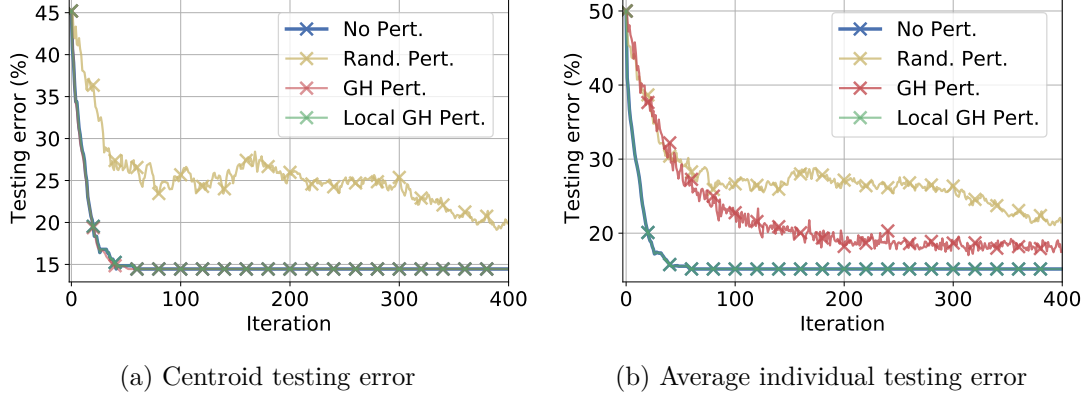 45
40
35
30
25
20
15
Testing error (%)
0
100
200
300
400
Iteration
No Pert.
Rand. Pert.
GH Pert.
Local GH Pert.
(a) Centroid testing error
50
40
30
20
Testing error (%)
0
100
200
300
400
Iteration
No Pert.
Rand. Pert.
GH Pert.
Local GH Pert.
(b) Average individual testing error